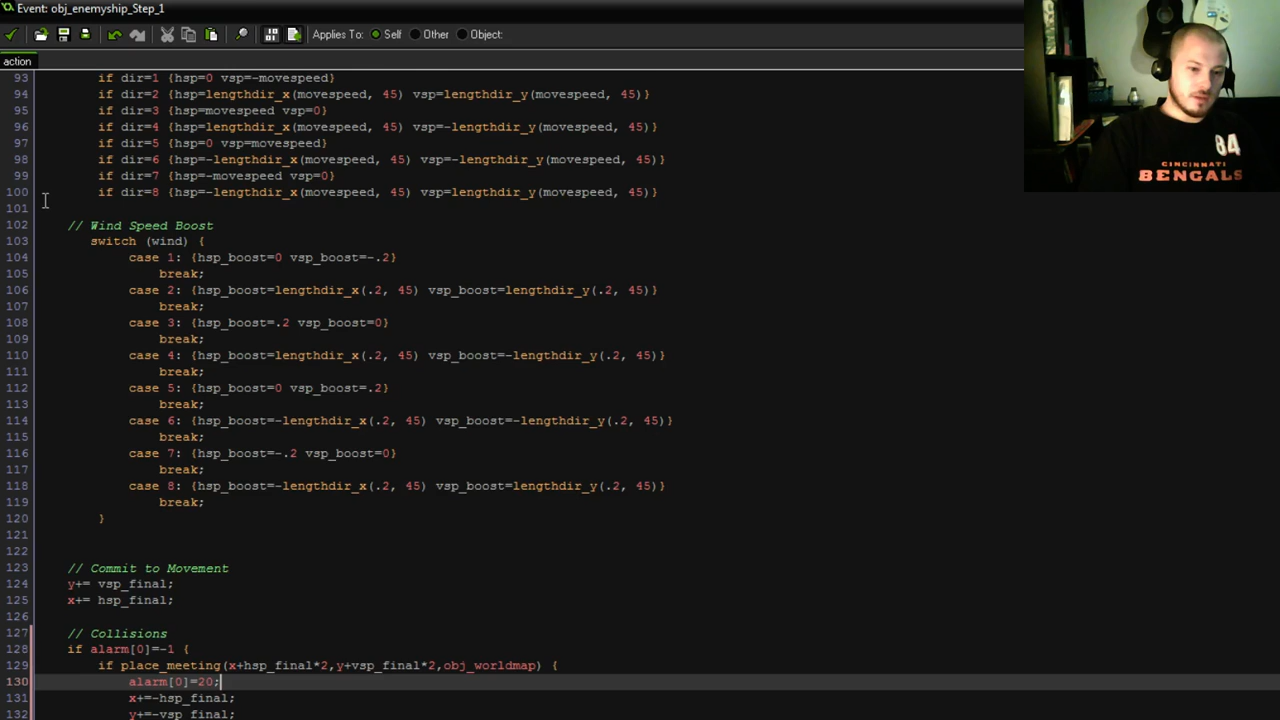 Event: obj_enemyship_Step_1
Applies To: Self Other Object:
action
93 if dir=1 {hsp=0 vsp=-movespeed}
94 if dir=2 {hsp=lengthdir_x(movespeed, 45) vsp=lengthdir_y(movespeed, 45)}
95 if dir=3 {hsp=movespeed vsp=0}
96 if dir=4 {hsp=lengthdir_x(movespeed, 45) vsp=-lengthdir_y(movespeed, 45)}
97 if dir=5 {hsp=0 vsp=movespeed}
98 if dir=6 {hsp=-lengthdir_x(movespeed, 45) vsp=-lengthdir_y(movespeed, 45)}
99 if dir=7 {hsp=-movespeed vsp=0}
100 if dir=8 {hsp=-lengthdir_x(movespeed, 45) vsp=lengthdir_y(movespeed, 45)}
101
102 // Wind Speed Boost
103 switch (wind) {
104 case 1: {hsp_boost=0 vsp_boost=-.2}
105 break;
106 case 2: {hsp_boost=lengthdir_x(.2, 45) vsp_boost=lengthdir_y(.2, 45)}
107 break;
108 case 3: {hsp_boost=.2 vsp_boost=0}
109 break;
110 case 4: {hsp_boost=lengthdir_x(.2, 45) vsp_boost=-lengthdir_y(.2, 45)}
111 break;
112 case 5: {hsp_boost=0 vsp_boost=.2}
113 break;
114 case 6: {hsp_boost=-lengthdir_x(.2, 45) vsp_boost=-lengthdir_y(.2, 45)}
115 break;
116 case 7: {hsp_boost=-.2 vsp_boost=0}
117 break;
118 case 8: {hsp_boost=-lengthdir_x(.2, 45) vsp_boost=lengthdir_y(.2, 45)}
119 break;
120 }
121
122
123 // Commit to Movement
124 y+= vsp_final;
125 x+= hsp_final;
126
127 // Collisions
128 if alarm[0]=-1 {
129 if place_meeting(x+hsp_final*2,y+vsp_final*2,obj_worldmap) {
130 alarm[0]=20;
131 x+=-hsp_final;
132 y+=-vsp_final;
84
CINCINNATI
BENGALS